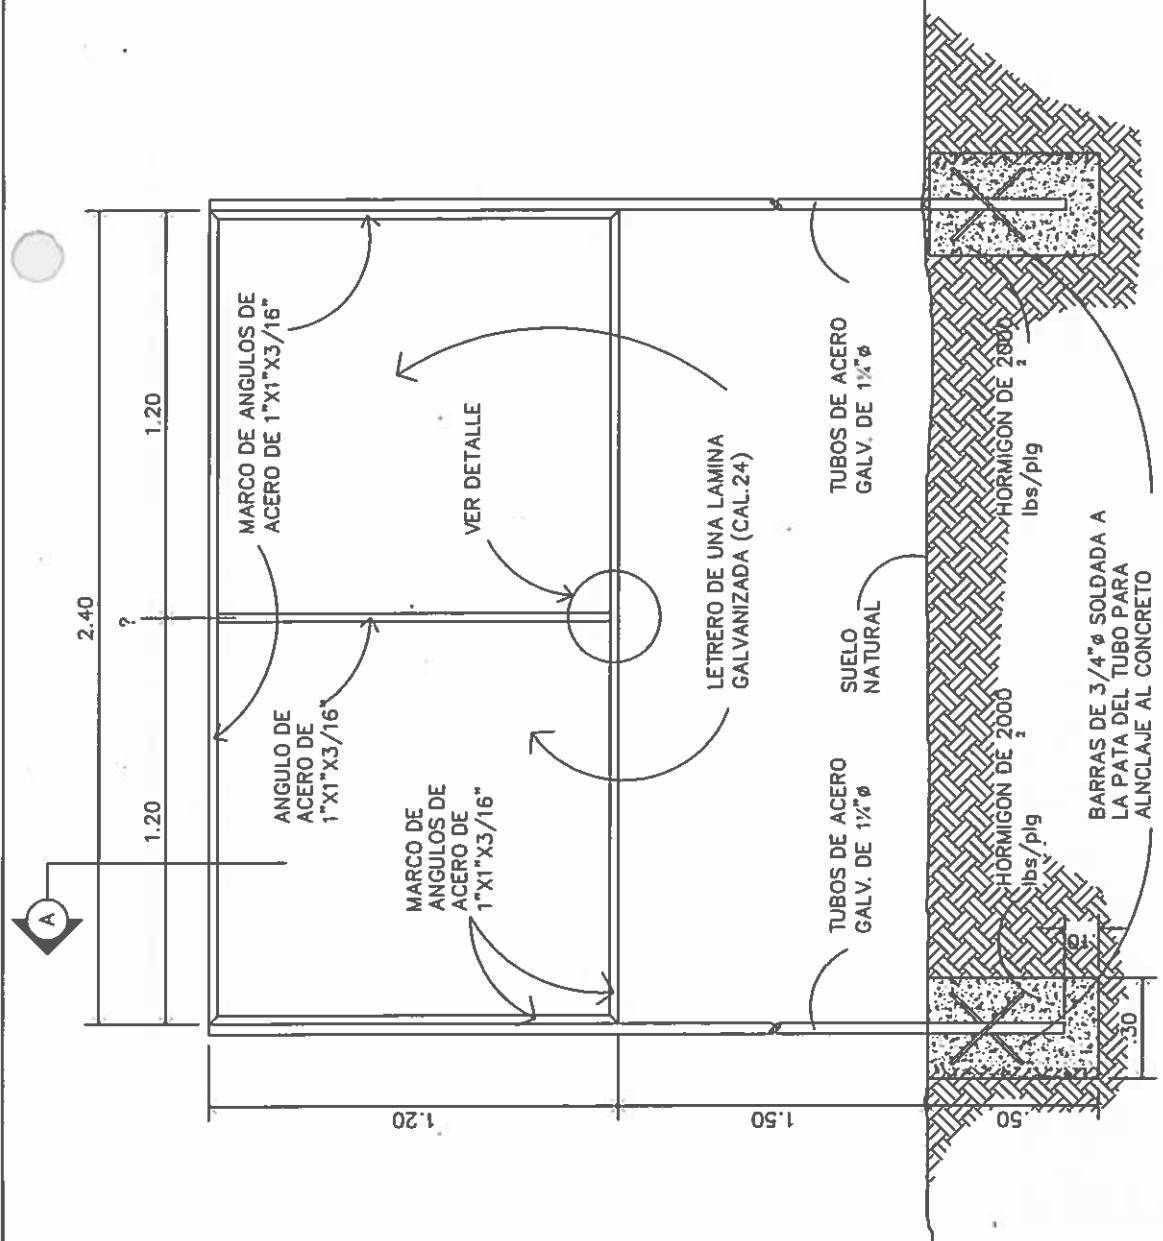 A
2.40
1.20
?
1.20
MARCO DE ANGULOS DE
ACERO DE 1"X1"X3/16"
ANGULO DE
ACERO DE
1"X1"X3/16"
VER DETALLE
MARCO DE
ANGULOS DE
ACERO DE
1"X1"X3/16"
LETRERO DE UNA LAMINA
GALVANIZADA (CAL.24)
TUBOS DE ACERO
GALV. DE 1¼"ø
TUBOS DE ACERO
GALV. DE 1¼"ø
SUELO
NATURAL
HORMIGON DE 2000
lbs/plg 2
HORMIGON DE 2000
lbs/plg 2
BARRAS DE 3/4"ø SOLDADA A
LA PATA DEL TUBO PARA
ALNCLAJE AL CONCRETO
1.20
1.50
.50
.10
.30